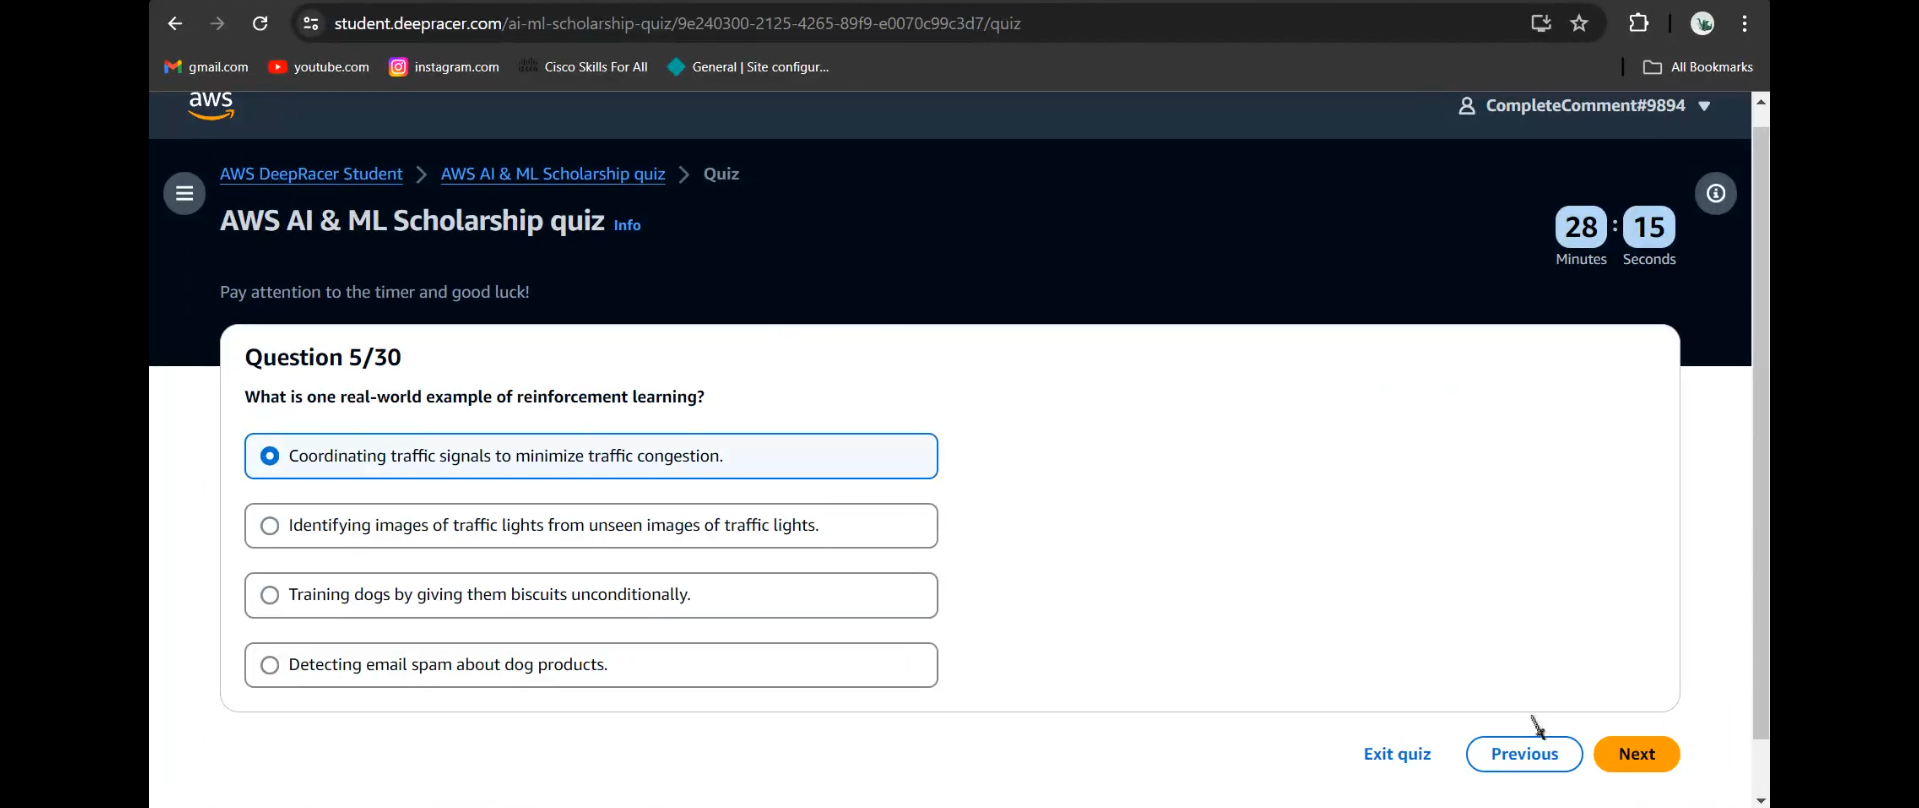 student.deepracer.com/ai-ml-scholarship-quiz/9e240300-2125-4265-89f9-e0070c99c3d7/quiz
gmail.com youtube.com instagram.com Cisco Skills For All General | Site configur... All Bookmarks
aws CompleteComment#9894
AWS DeepRacer Student AWS AI & ML Scholarship quiz Quiz
AWS AI & ML Scholarship quiz Info
28 : 15
Minutes Seconds
Pay attention to the timer and good luck!
Question 5/30
What is one real-world example of reinforcement learning?
Coordinating traffic signals to minimize traffic congestion.
Identifying images of traffic lights from unseen images of traffic lights.
Training dogs by giving them biscuits unconditionally.
Detecting email spam about dog products.
Exit quiz Previous Next